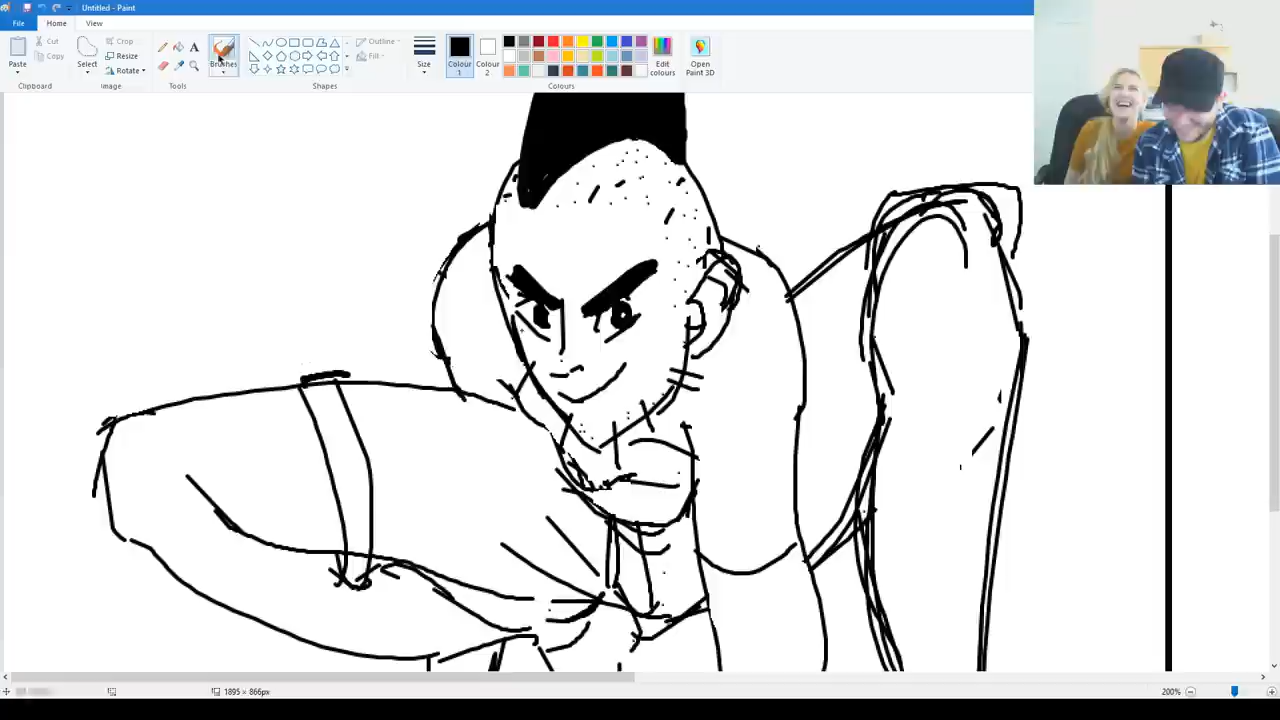 Untitled - Paint
File Home View
Cut Crop Outline
Copy Resize Fill
Paste Select Rotate Brushes Size Colour 1 Colour 2 Edit colours Open Paint 3D
Clipboard Image Tools Shapes Colours
1895 × 866px 200%